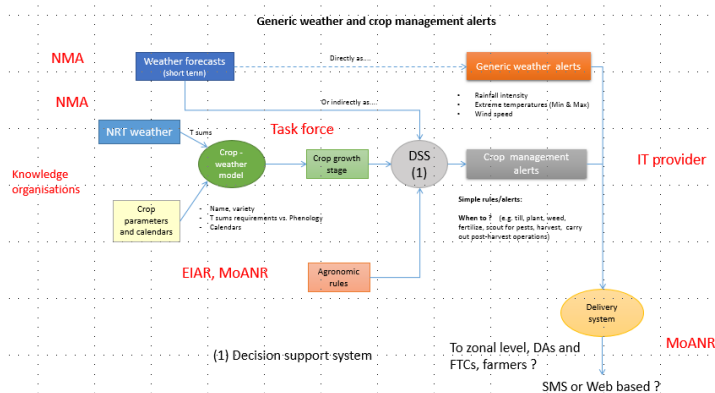 Generic weather and crop management alerts
NMA
Weather forecasts
(short tenn)
Directly as....
Generic weather alerts
NMA
'Or indirectly as....'
• Rainfall intensity
• Extreme temperatures (Min & Max)
• Wind speed
NRT weather
T sums
Task force
Knowledge
organisations
Crop -
weather
model
Crop growth
stage
DSS
(1)
Crop management
alerts
IT provider
Crop
parameters
and calendars
- Name, variety
- T sums requirements vs. Phenology
- Calendars
Simple rules/alerts:
When to ? (e.g. till, plant, weed,
fertilise, scout for pests, harvest, carry
out post-harvest operations)
EIAR, MoANR
Agronomic
rules
Delivery
system
(1) Decision support system
To zonal level, DAs and
FTCs, farmers ?
MoANR
SMS or Web based ?